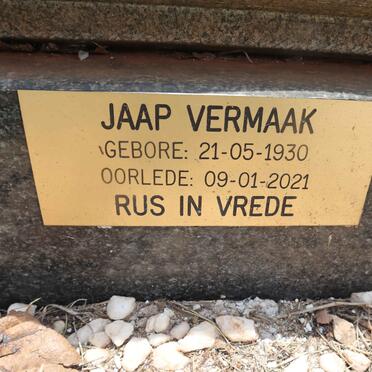 JAAP VERMAAK
GEBORE: 21-05-1930
OORLEDE: 09-01-2021
RUS IN VREDE